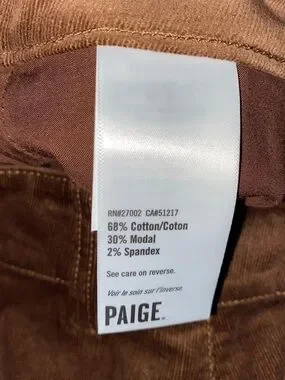 RN#27002 CA#51217
68% Cotton/Coton
30% Modal
2% Spandex
See care on reverse.
Voir le soin sur l'inverse.
PAIGE